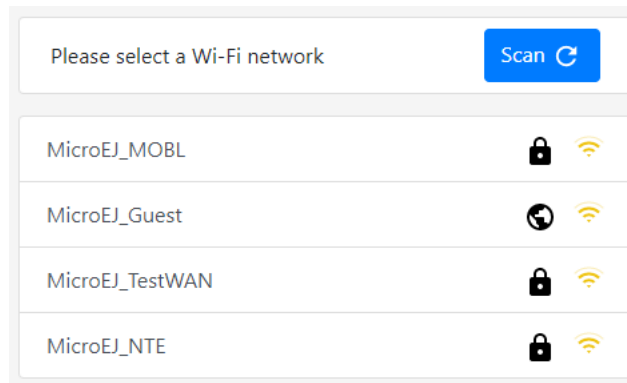 Please select a Wi-Fi network
Scan
MicroEJ_MOBL
MicroEJ_Guest
MicroEJ_TestWAN
MicroEJ_NTE